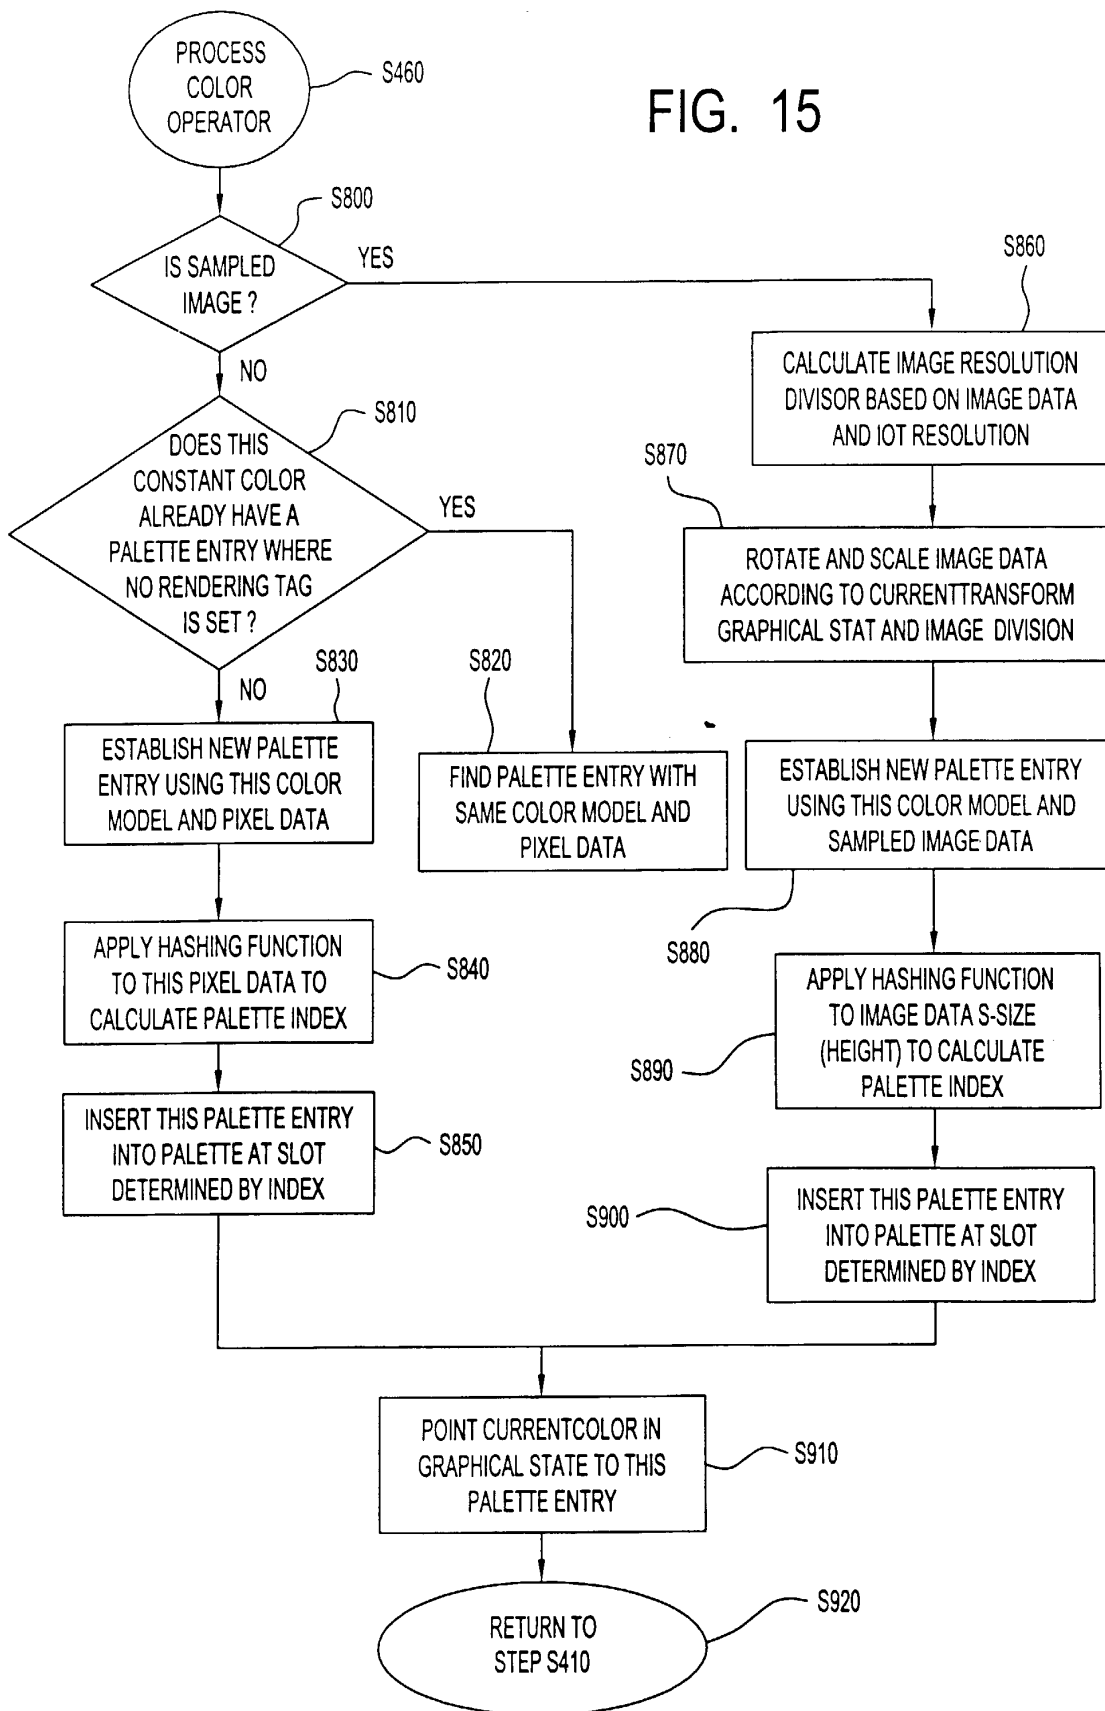 PROCESS
COLOR
OPERATOR
S460
FIG. 15
S800
IS SAMPLED
IMAGE ?
YES
NO
S860
CALCULATE IMAGE RESOLUTION
DIVISOR BASED ON IMAGE DATA
AND IOT RESOLUTION
S810
DOES THIS
CONSTANT COLOR
ALREADY HAVE A
PALETTE ENTRY WHERE
NO RENDERING TAG
IS SET ?
YES
NO
S870
ROTATE AND SCALE IMAGE DATA
ACCORDING TO CURRENTTRANSFORM
GRAPHICAL STAT AND IMAGE DIVISION
S830
ESTABLISH NEW PALETTE
ENTRY USING THIS COLOR
MODEL AND PIXEL DATA
S820
FIND PALETTE ENTRY WITH
SAME COLOR MODEL AND
PIXEL DATA
ESTABLISH NEW PALETTE ENTRY
USING THIS COLOR MODEL AND
SAMPLED IMAGE DATA
S880
APPLY HASHING FUNCTION
TO THIS PIXEL DATA TO
CALCULATE PALETTE INDEX
S840
APPLY HASHING FUNCTION
TO IMAGE DATA S-SIZE
(HEIGHT) TO CALCULATE
PALETTE INDEX
S890
INSERT THIS PALETTE ENTRY
INTO PALETTE AT SLOT
DETERMINED BY INDEX
S850
S900
INSERT THIS PALETTE ENTRY
INTO PALETTE AT SLOT
DETERMINED BY INDEX
POINT CURRENTCOLOR IN
GRAPHICAL STATE TO THIS
PALETTE ENTRY
S910
RETURN TO
STEP S410
S920